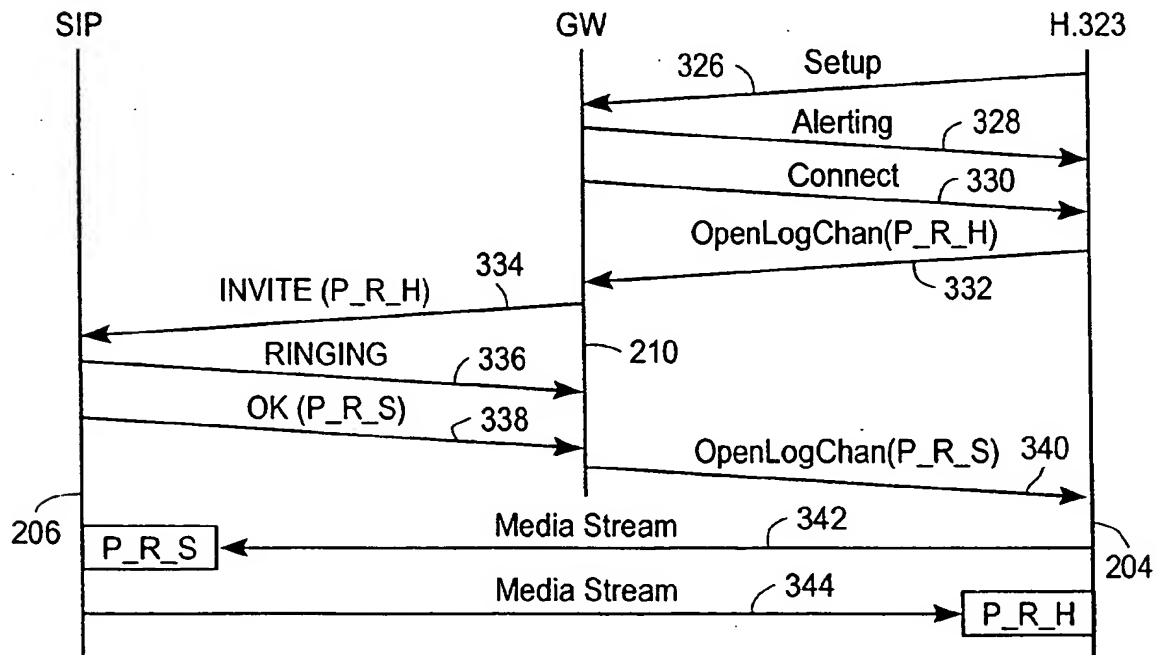 SIP GW H.323
326 Setup
Alerting 328
Connect 330
OpenLogChan(P_R_H)
332
334
INVITE (P_R_H)
210
RINGING 336
OK (P_R_S) 338
OpenLogChan(P_R_S) 340
206 204
Media Stream 342
P_R_S
Media Stream 344
P_R_H